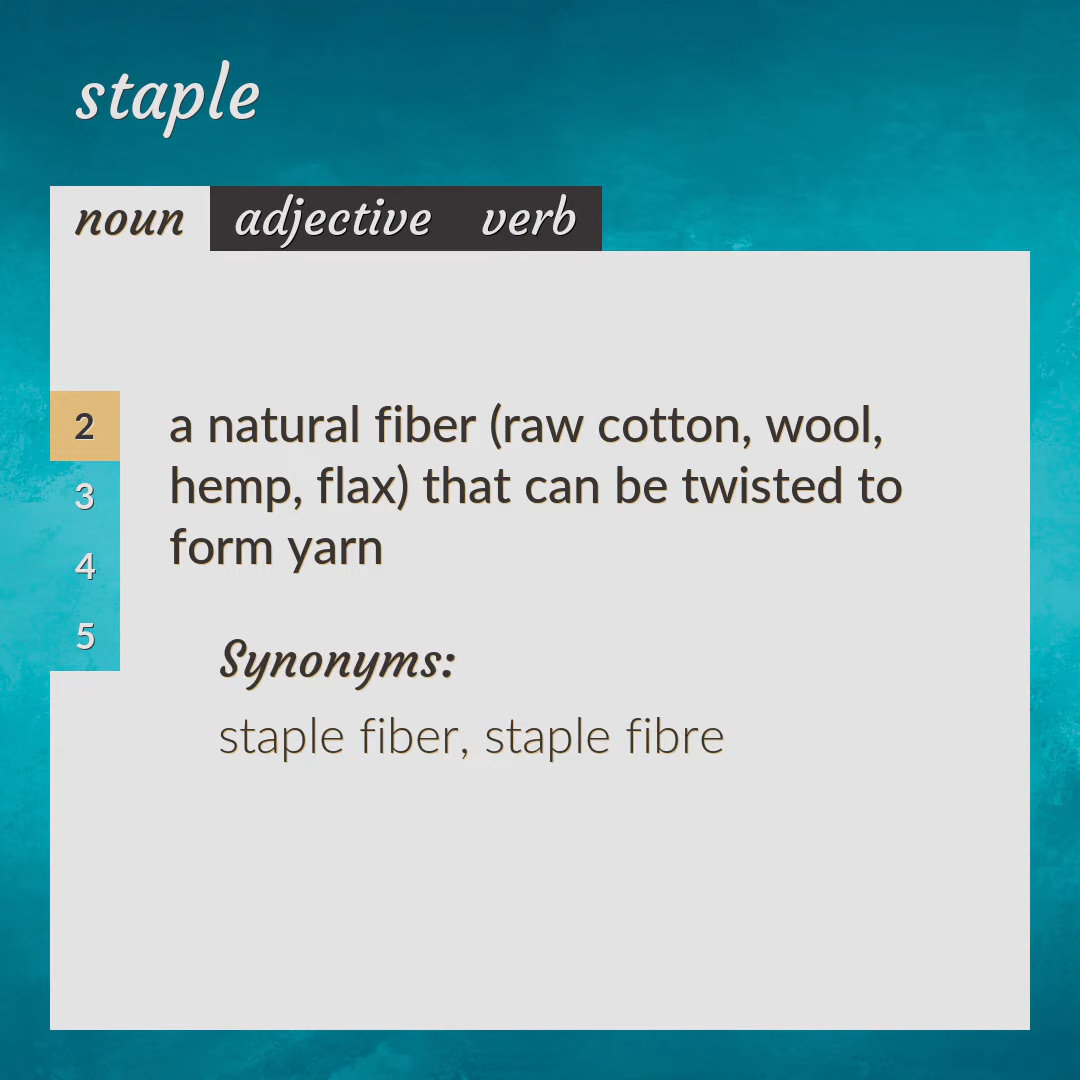 staple
noun adjective verb
2
a natural fiber (raw cotton, wool,
hemp, flax) that can be twisted to
form yarn
3
4
5
Synonyms:
staple fiber, staple fibre